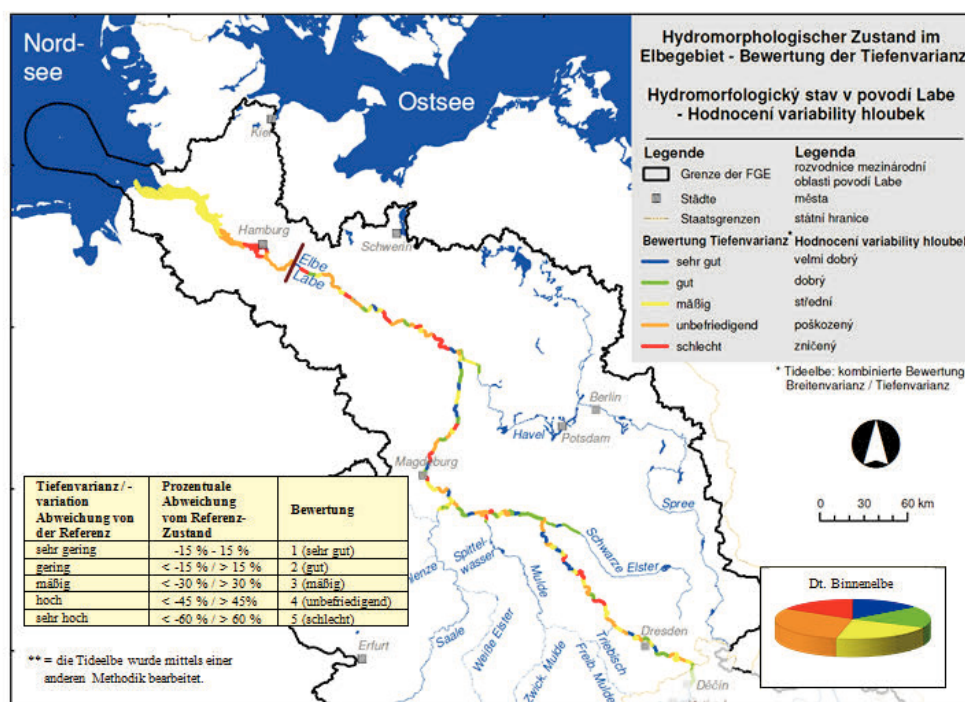 Nord-
see
Ostsee
Kiel
Hamburg
Schwerin
Elbe
Labe
Berlin
Havel
Potsdam
Magdeburg
Spree
Schwarze Elster
Spittel-
wasser
Mulde
Saale
Weiße Elster
Zwick. Mulde
Freib. Mulde
Triebisch
Dresden
Erfurt
Děčín
Hydromorphologischer Zustand im
Elbegebiet - Bewertung der Tiefenvarianz
Hydromorfologický stav v povodí Labe
- Hodnocení variability hloubek
Legende Legenda
Grenze der FGE rozvodnice mezinárodní
oblasti povodí Labe
Städte města
Staatsgrenzen státní hranice
Bewertung Tiefenvarianz* Hodnocení variability hloubek
sehr gut velmi dobrý
gut dobrý
mäßig střední
unbefriedigend poškozený
schlecht zničený
* Tideelbe: kombinierte Bewertung
Breitenvarianz / Tiefenvarianz
0 30 60 km
Tiefenvarianz / - Prozentuale Bewertung
variation Abweichung
Abweichung von vom Referenz-
der Referenz Zustand
sehr gering -15 % - 15 % 1 (sehr gut)
gering < -15 % / > 15 % 2 (gut)
mäßig < -30 % / > 30 % 3 (mäßig)
hoch < -45 % / > 45% 4 (unbefriedigend)
sehr hoch < -60 % / > 60 % 5 (schlecht)
** = die Tideelbe wurde mittels einer
anderen Methodik bearbeitet.
Dt. Binnenelbe